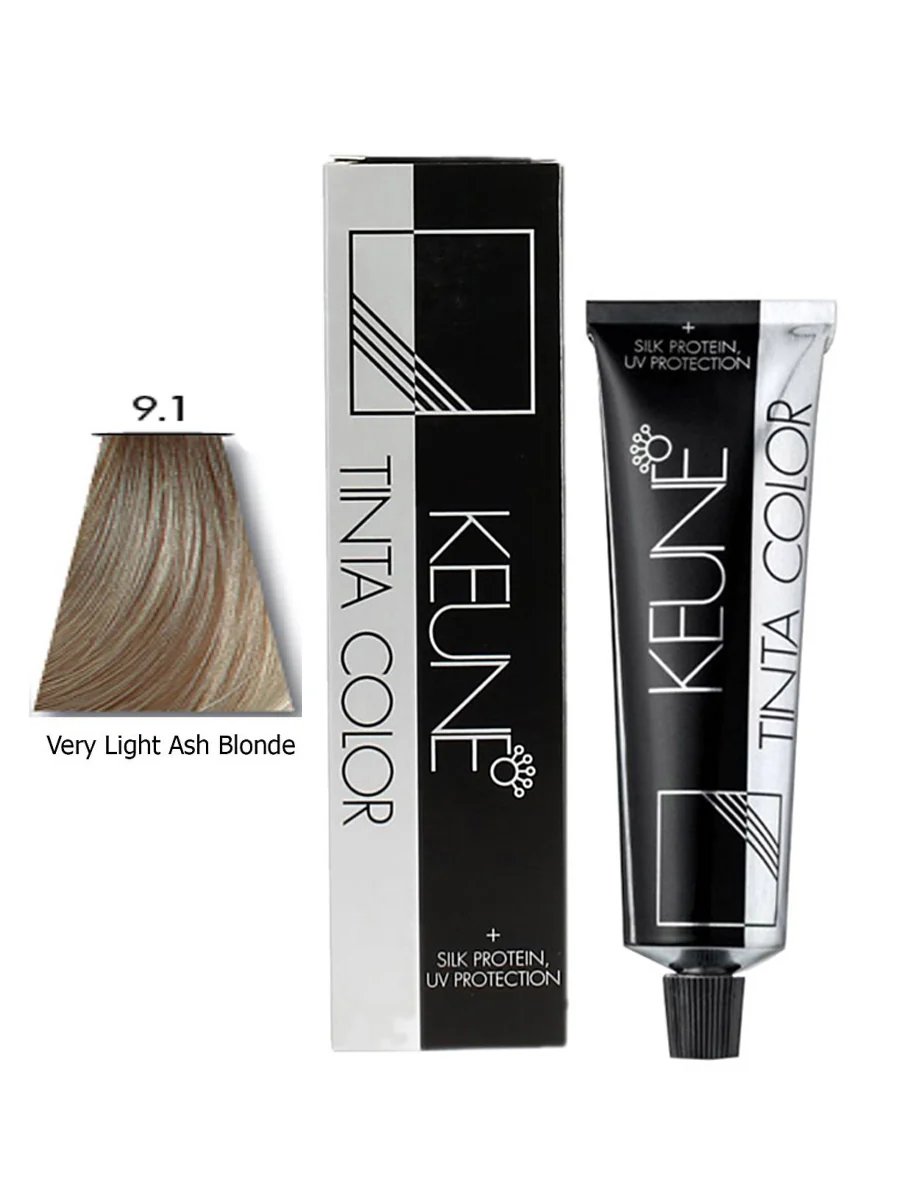 9.1
Very Light Ash Blonde
TINTA COLOR
KEUNE
+
SILK PROTEIN,
UV PROTECTION
+
SILK PROTEIN,
UV PROTECTION
KEUNE
TINTA COLOR